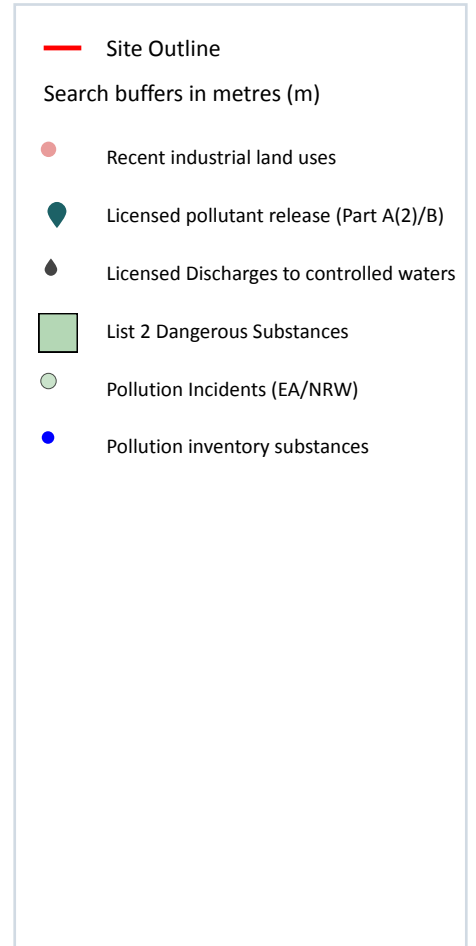 Site Outline
Search buffers in metres (m)
Recent industrial land uses
Licensed pollutant release (Part A(2)/B)
Licensed Discharges to controlled waters
List 2 Dangerous Substances
Pollution Incidents (EA/NRW)
Pollution inventory substances